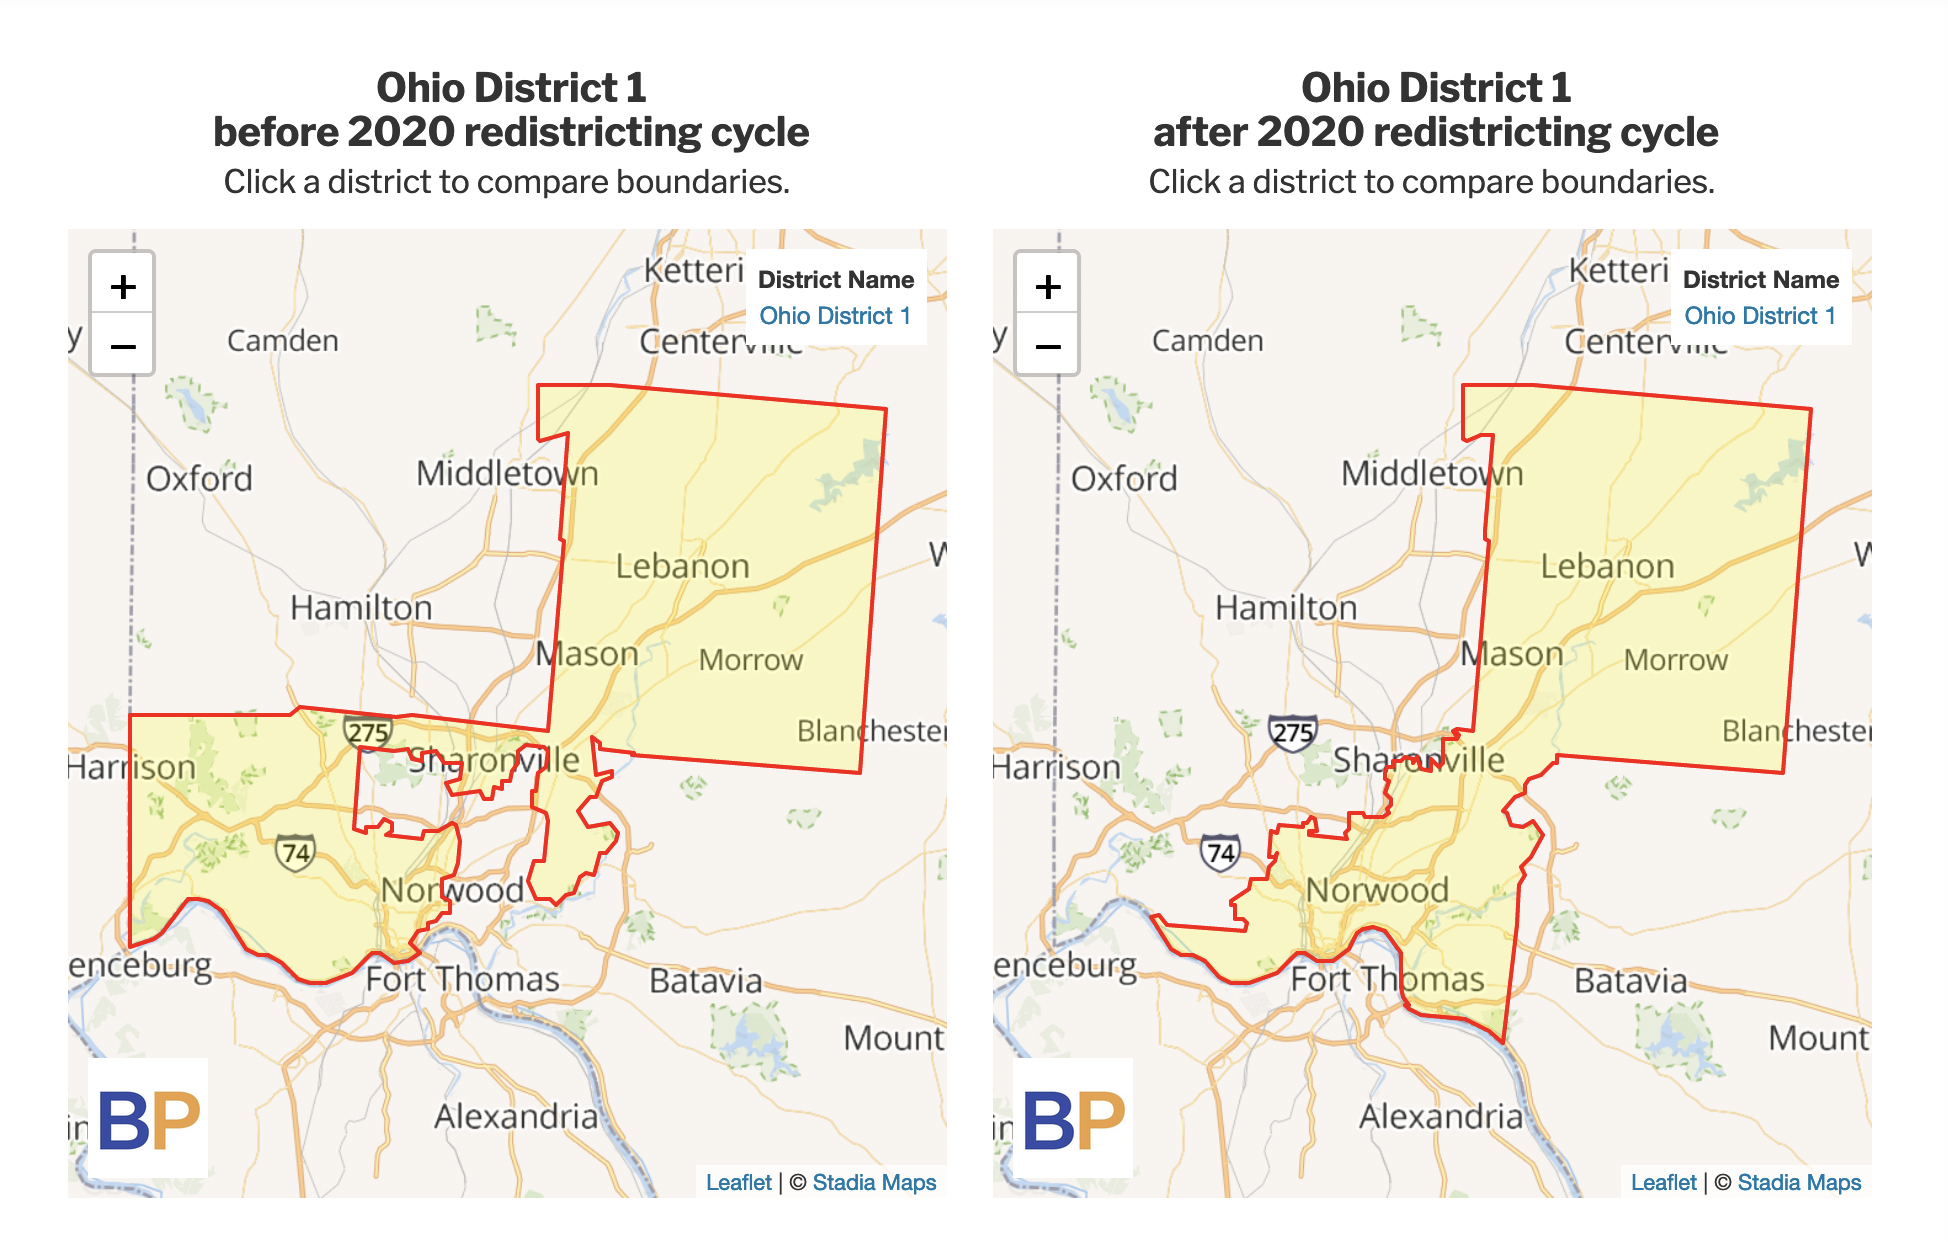 Ohio District 1
before 2020 redistricting cycle
Click a district to compare boundaries.
+
−
District Name
Ohio District 1
Ketteri
Camden
Centerville
y
Oxford
Middletown
W
Lebanon
Hamilton
Mason
Morrow
275
Blanchester
Sharonville
Harrison
74
Norwood
enceburg
Fort Thomas
Batavia
Mount
Alexandria
in
BP
Leaflet | © Stadia Maps
Ohio District 1
after 2020 redistricting cycle
Click a district to compare boundaries.
+
−
District Name
Ohio District 1
Ketteri
Camden
Centerville
y
Oxford
Middletown
W
Lebanon
Hamilton
Mason
Morrow
275
Blanchester
Sharonville
Harrison
74
Norwood
enceburg
Fort Thomas
Batavia
Mount
Alexandria
in
BP
Leaflet | © Stadia Maps